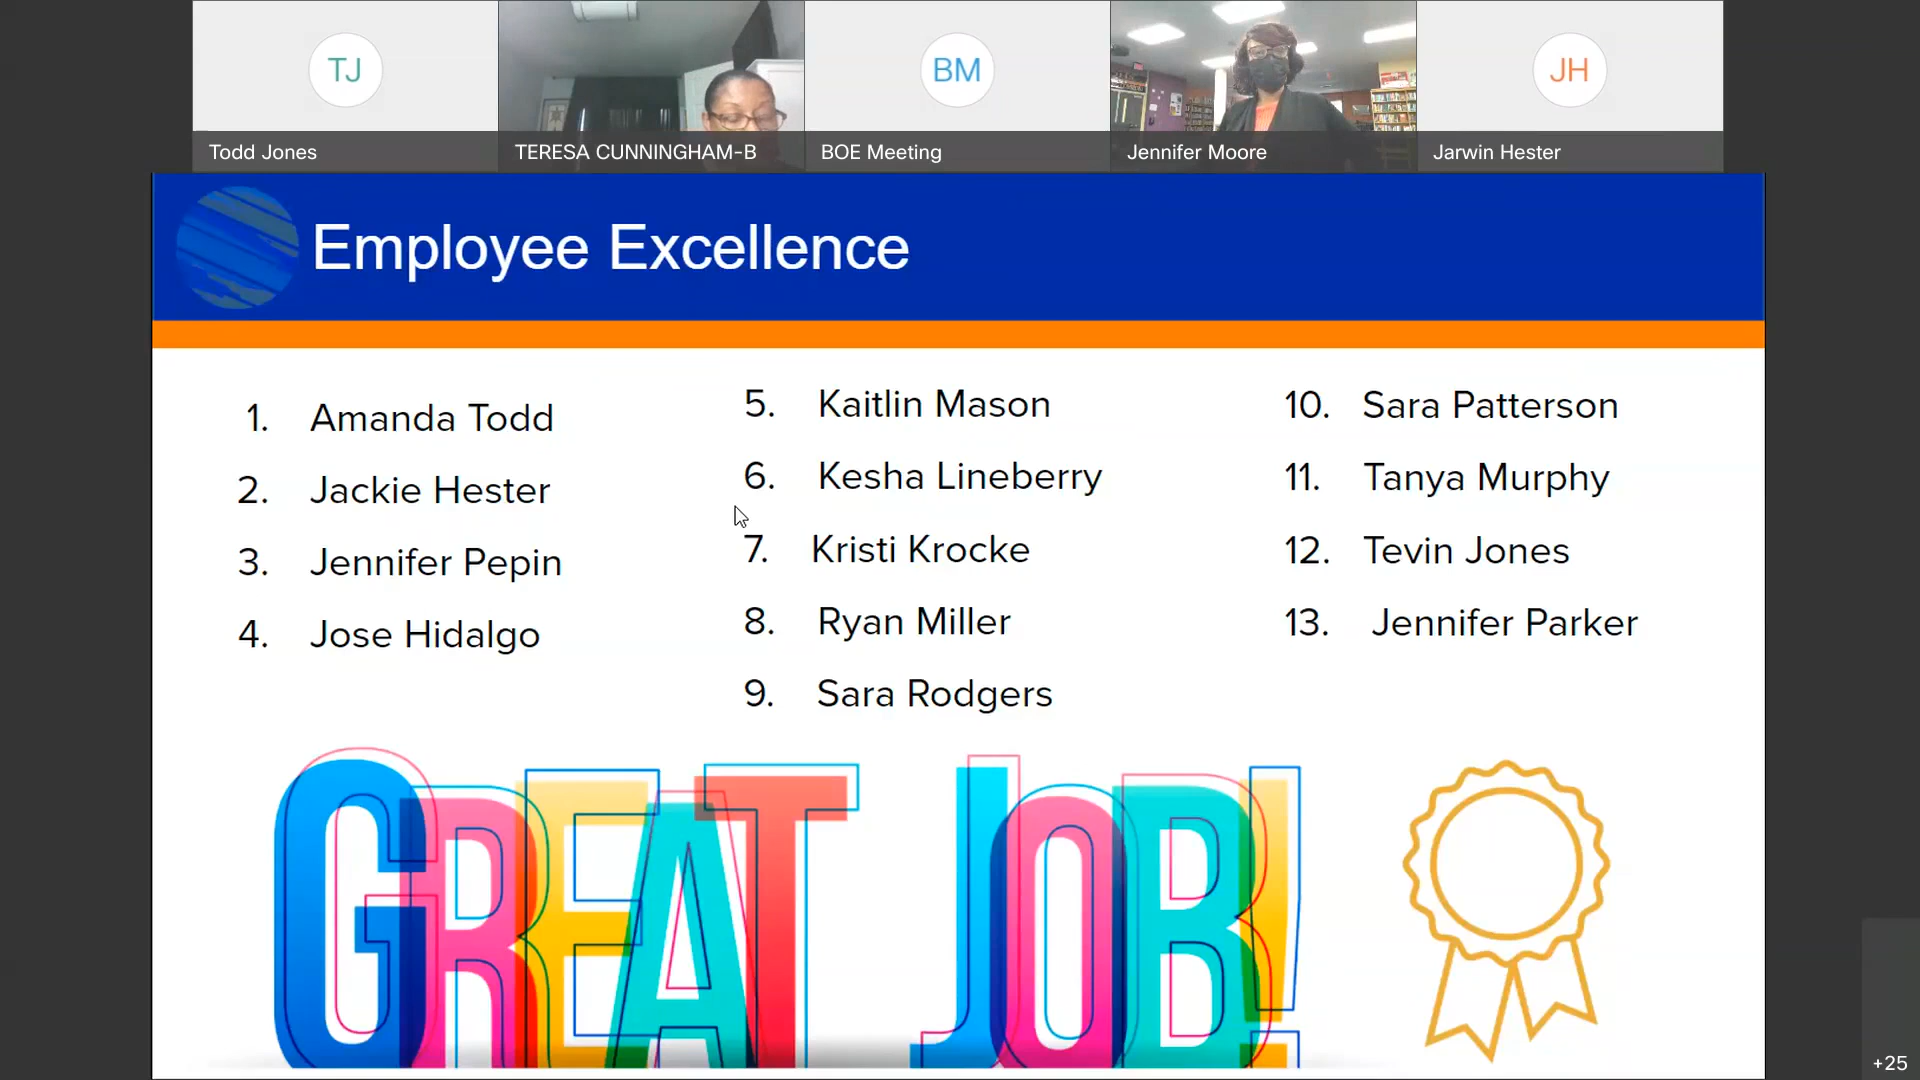 TJ
BM
JH
Todd Jones
TERESA CUNNINGHAM-B
BOE Meeting
Jennifer Moore
Jarwin Hester
Employee Excellence
1. Amanda Todd
2. Jackie Hester
3. Jennifer Pepin
4. Jose Hidalgo
5. Kaitlin Mason
6. Kesha Lineberry
7. Kristi Krocke
8. Ryan Miller
9. Sara Rodgers
10. Sara Patterson
11. Tanya Murphy
12. Tevin Jones
13. Jennifer Parker
GREAT JOB!
+25